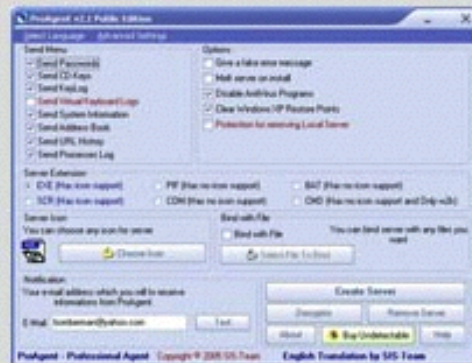 ProAgent v2.1 Public Edition
Select Language Advanced Settings
Send Menu
Send Passwords
Send CD-Keys
Send KeyLog
Send Virtual Keyboard Logs
Send System Information
Send Address Book
Send URL History
Send Processes Log
Options
Give a fake error message
Melt server on install
Disable AntiVirus Programs
Clear Windows XP Restore Points
Protection for removing Local Server
Server Extension
EXE (Has icon support)
PIF (Has no icon support)
BAT (Has no icon support)
SCR (Has icon support)
COM (Has no icon support)
CMD (Has no icon support and Only w2k)
Server Icon
You can choose any icon for server
Choose Icon
Bind with File
Bind with File
You can bind server with any files you
want
Select File To Bind
Notification
Your e-mail address which you will to receive
informations from ProAgent
E-Mail: bomberman@yahoo.com
Test
Create Server
Remove Server
About
Buy Undetectable
Help
ProAgent - Professional Agent Copyright © 2005 SIS-Team English Translation by SIS-Team